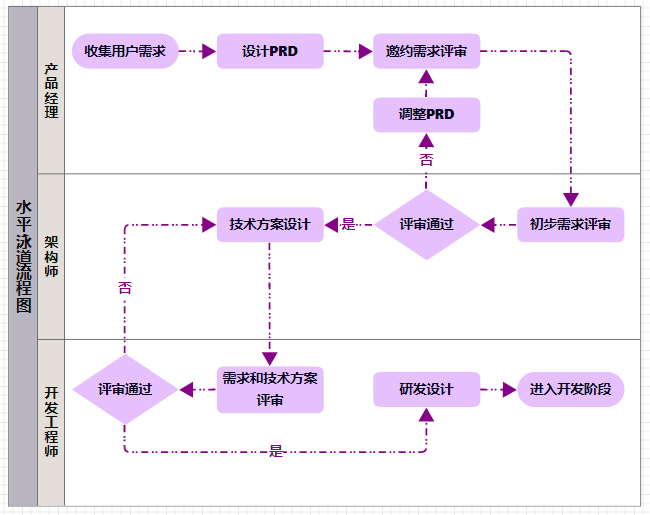 水平泳道流程图
产品经理
收集用户需求
设计PRD
邀约需求评审
调整PRD
否
架构师
技术方案设计
是
评审通过
初步需求评审
否
开发工程师
评审通过
需求和技术方案
评审
研发设计
进入开发阶段
是